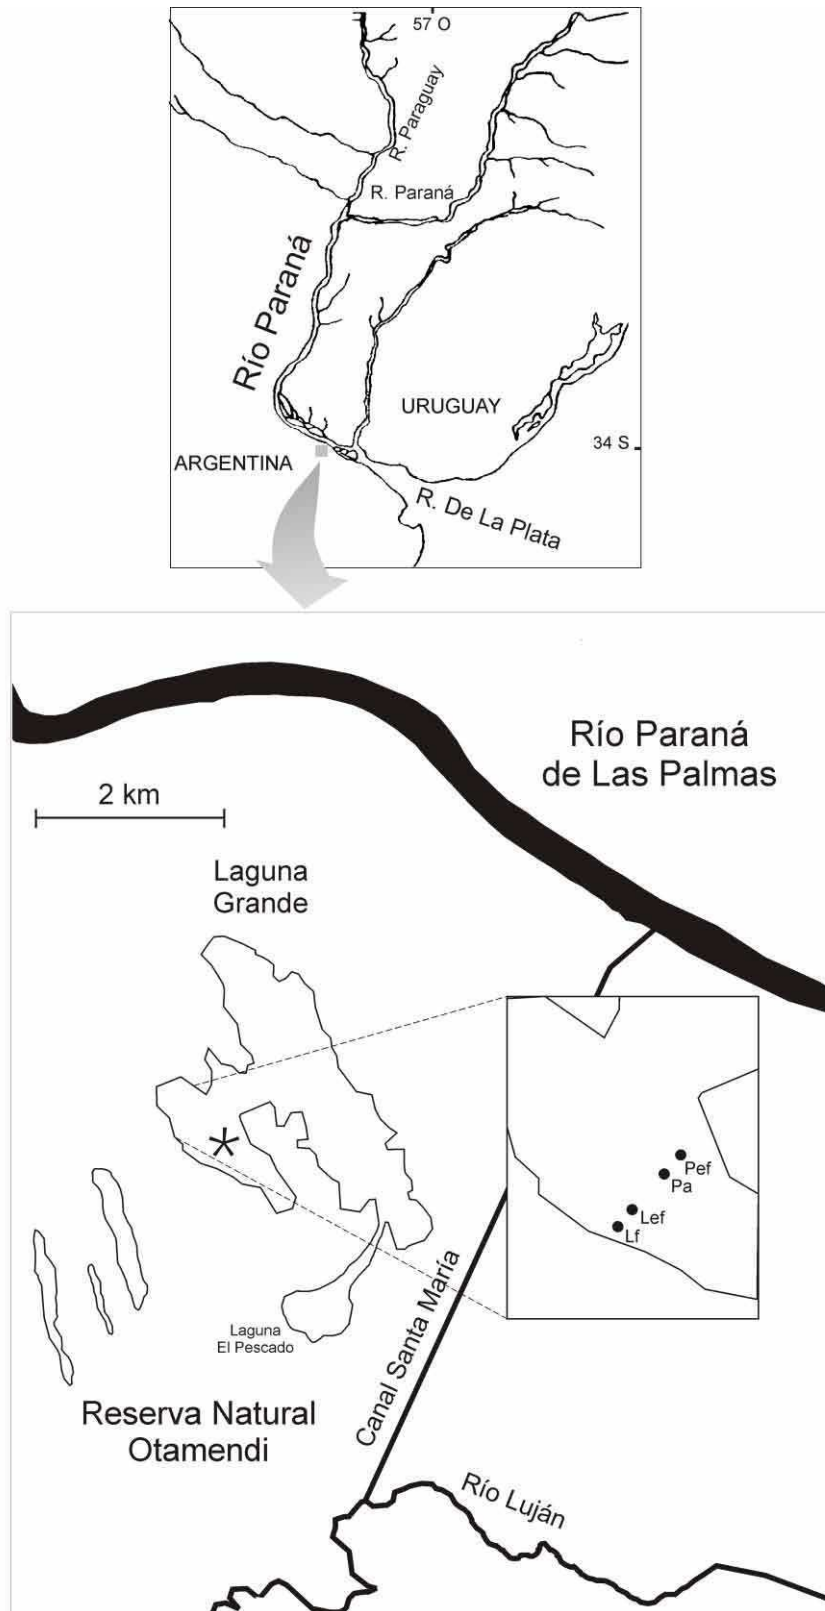 57 O
R. Paraguay
R. Paraná
Río Paraná
URUGUAY
34 S
ARGENTINA
R. De La Plata
Río Paraná
de Las Palmas
2 km
Laguna
Grande
Pef
Pa
Lef
Lf
Canal Santa María
Laguna
El Pescado
Reserva Natural
Otamendi
Río Luján